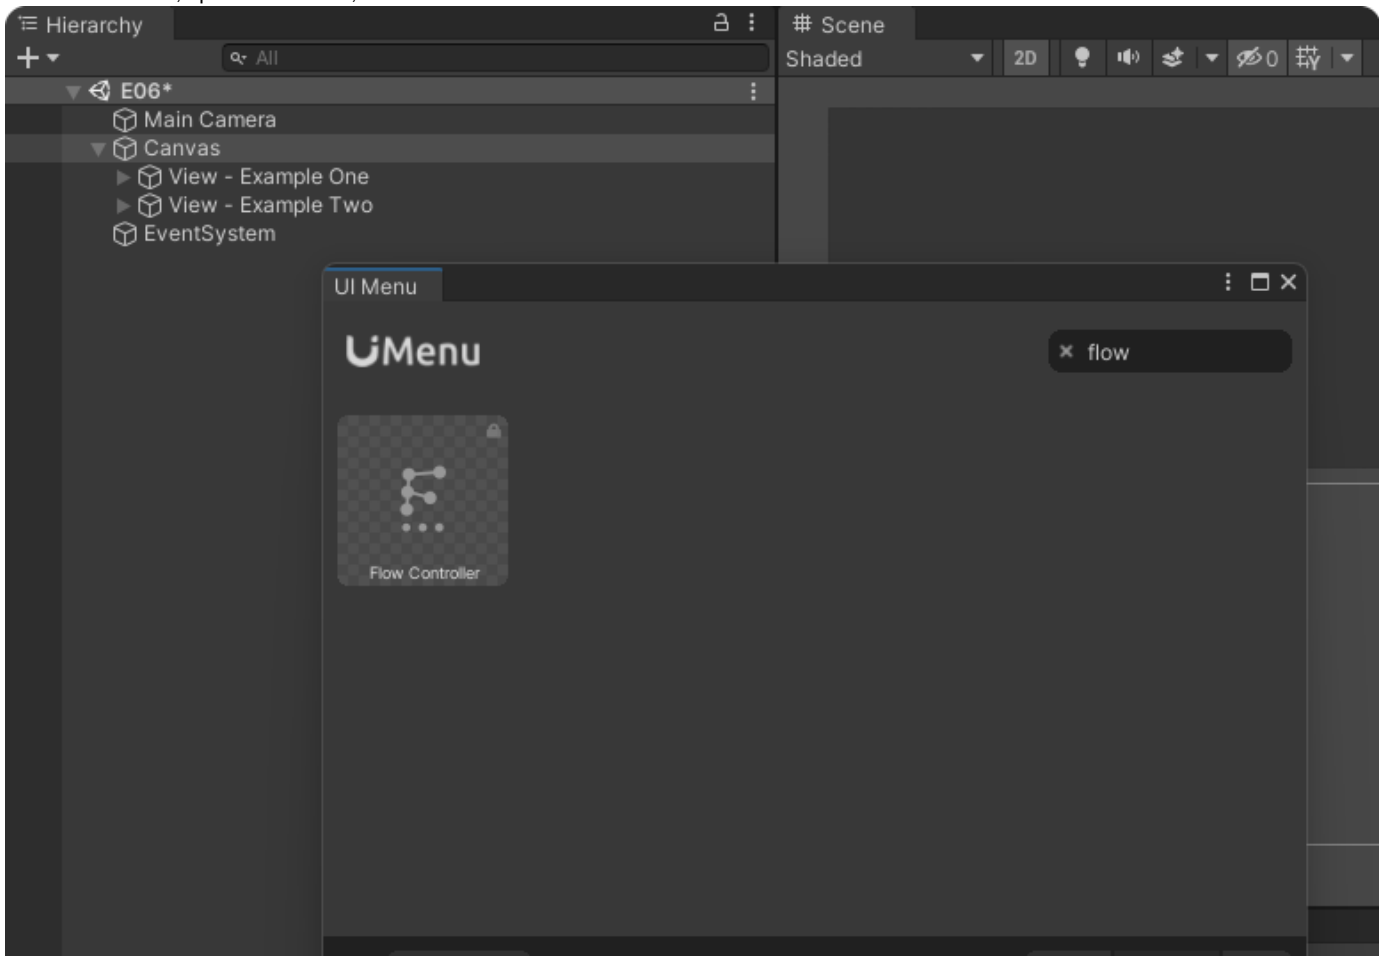 Hierarchy
All
E06*
Main Camera
Canvas
View - Example One
View - Example Two
EventSystem
Scene
Shaded
2D
0
UI Menu
UiMenu
flow
Flow Controller